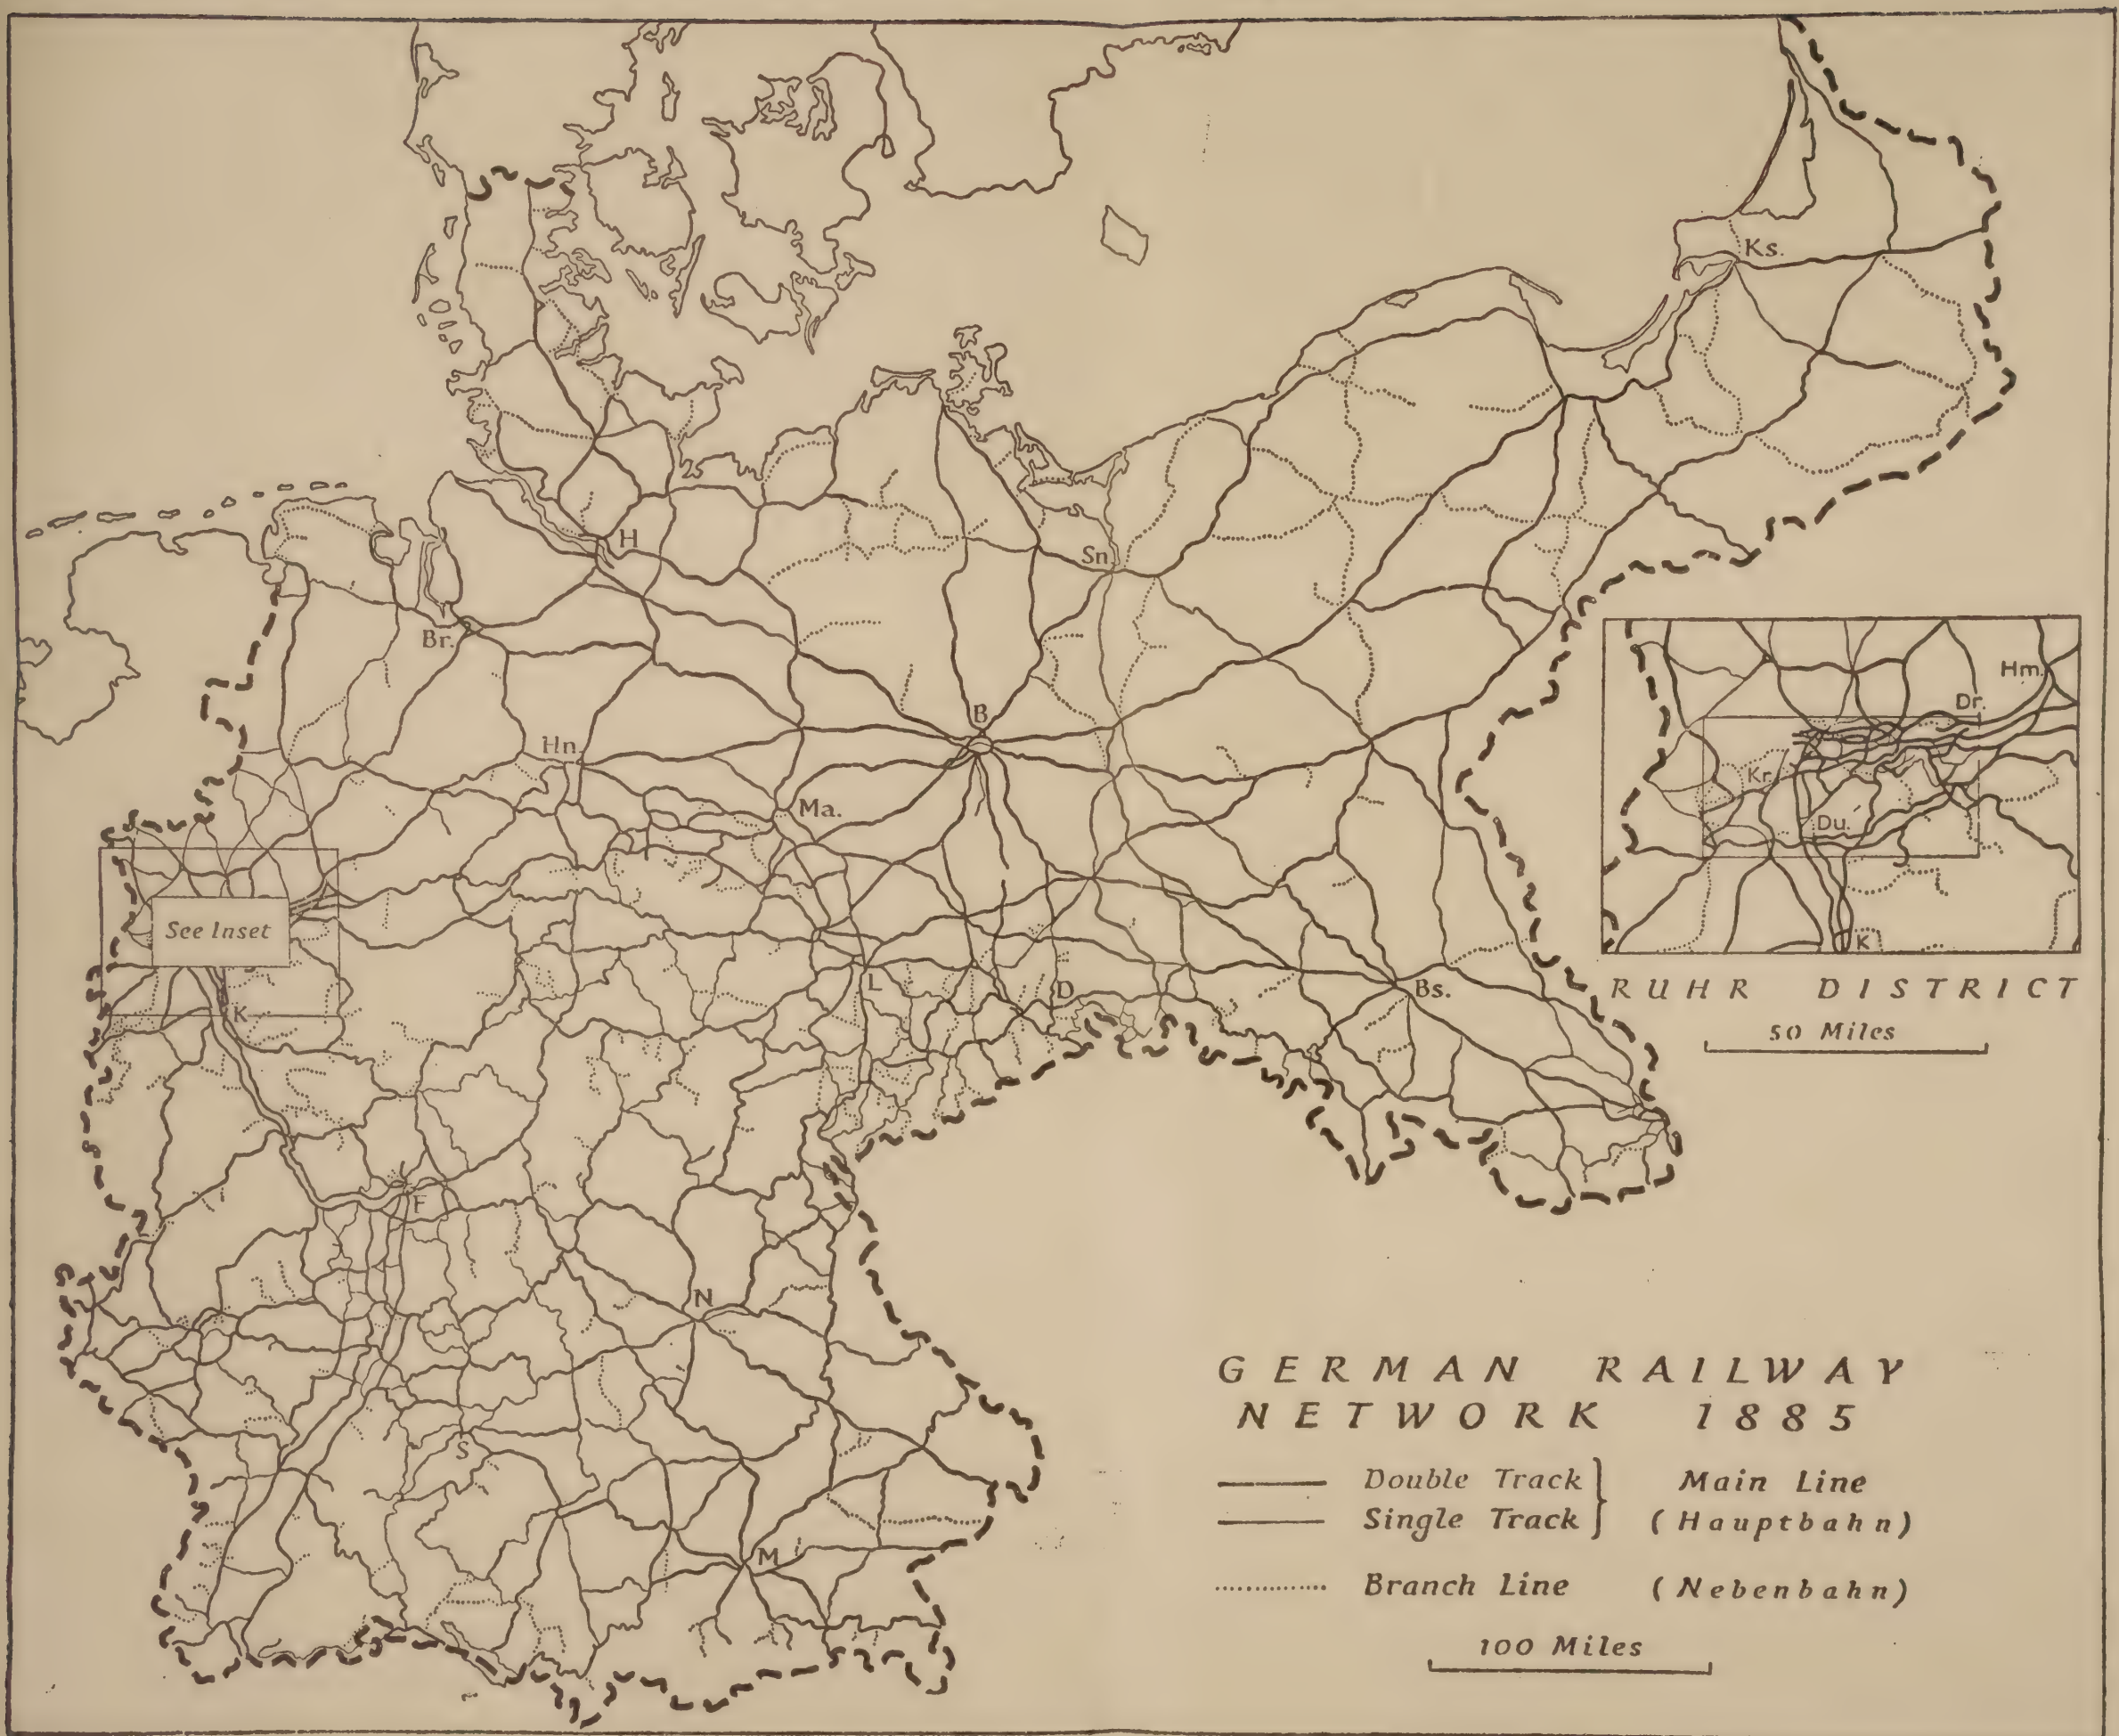 Ks.
H
Sn.
Br.
B
Hn.
Ma.
See Inset
K
L
D
Bs.
F
N
S
M
Hm.
Dr.
Kr.
Du.
K
RUHR DISTRICT
50 Miles
GERMAN RAILWAY
NETWORK 1885
Double Track } Main Line
Single Track } (Hauptbahn)
Branch Line (Nebenbahn)
100 Miles